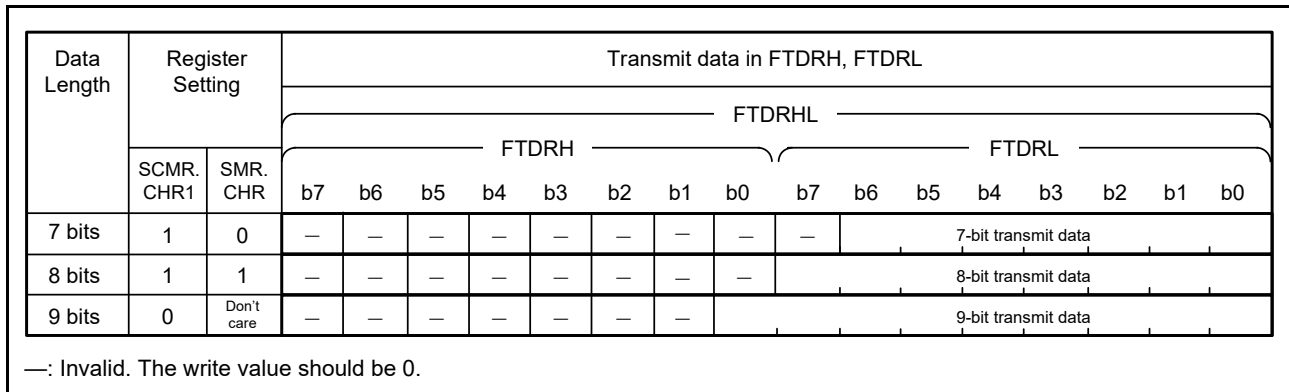 Data Length Register Setting Transmit data in FTDRH, FTDRL
FTDRHL
FTDRH FTDRL
SCMR. CHR1 SMR. CHR b7 b6 b5 b4 b3 b2 b1 b0 b7 b6 b5 b4 b3 b2 b1 b0
7 bits 1 0 — — — — — — — — — 7-bit transmit data
8 bits 1 1 — — — — — — — — 8-bit transmit data
9 bits 0 Don't care — — — — — — — 9-bit transmit data
—: Invalid. The write value should be 0.